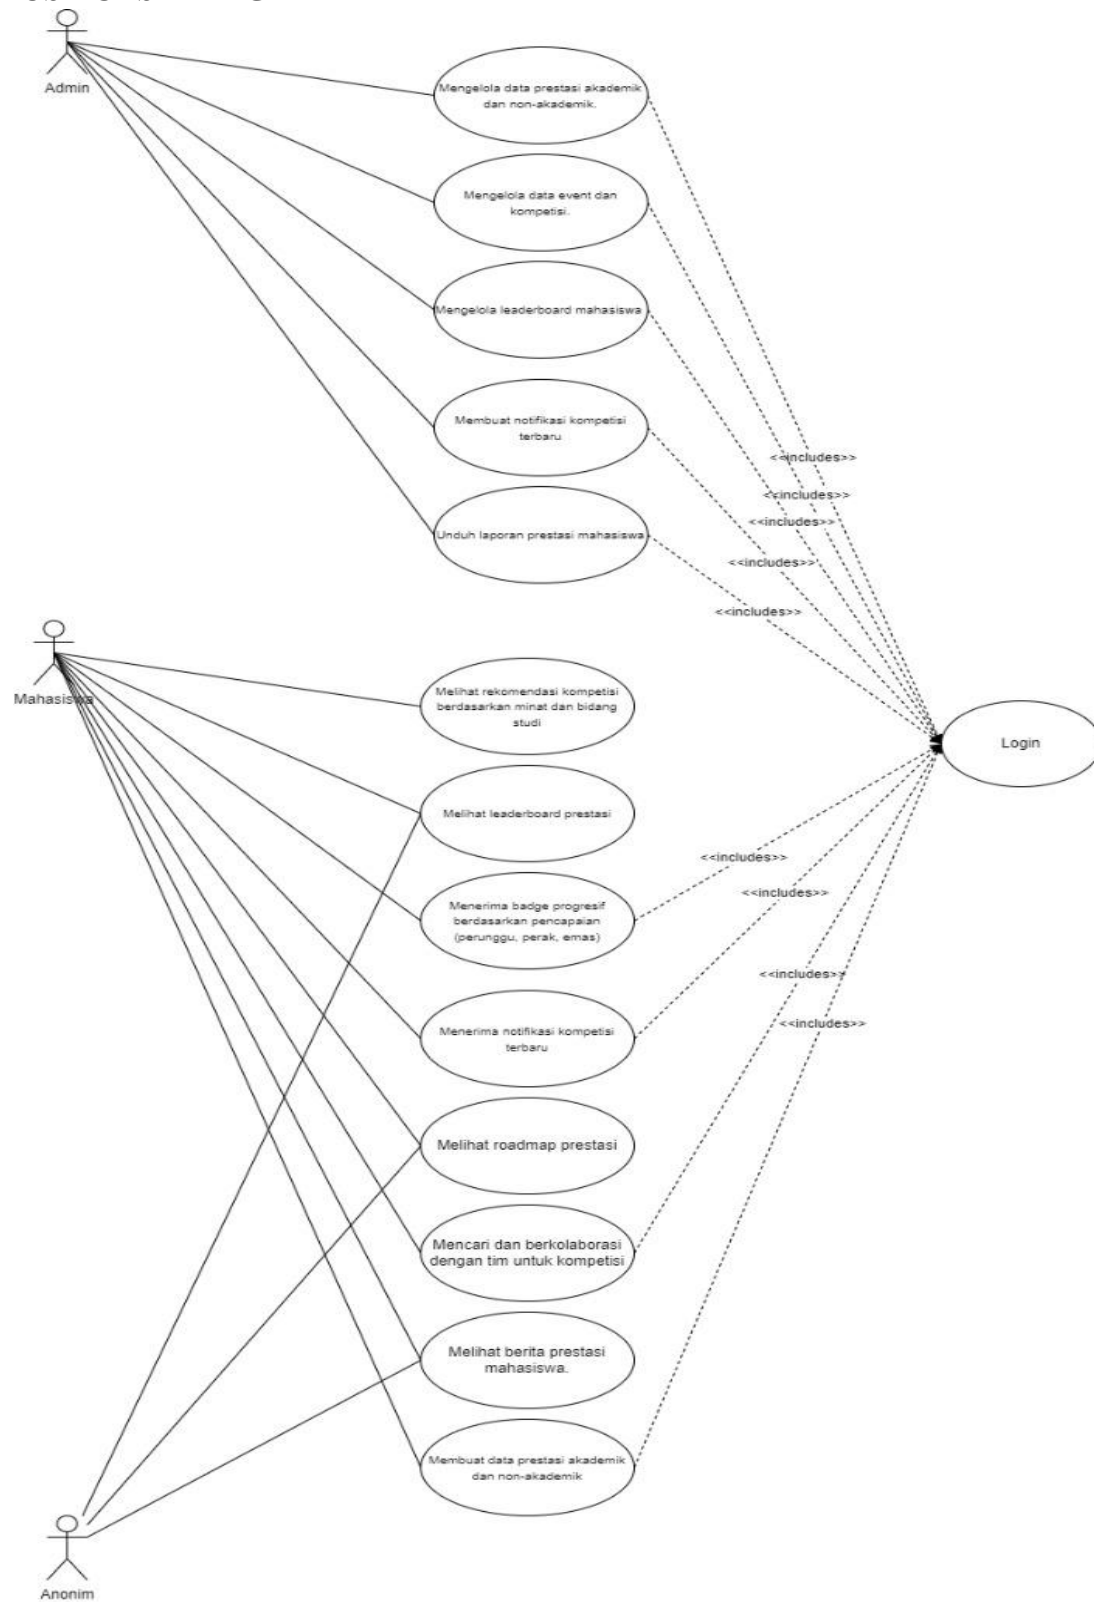 Admin
Mengelola data prestasi akademik
dan non-akademik.
Mengelola data event dan
kompetisi.
Mengelola leaderboard mahasiswa
Membuat notifikasi kompetisi
terbaru
Unduh laporan prestasi mahasiswa
<<includes>>
<<includes>>
<<includes>>
<<includes>>
<<includes>>
Mahasiswa
Melihat rekomendasi kompetisi
berdasarkan minat dan bidang
studi
Login
Melihat leaderboard prestasi
Menerima badge progresif
berdasarkan pencapaian
(perunggu, perak, emas)
<<includes>>
<<includes>>
Menerima notifikasi kompetisi
terbaru
<<includes>>
<<includes>>
Melihat roadmap prestasi
Mencari dan berkolaborasi
dengan tim untuk kompetisi
Melihat berita prestasi
mahasiswa.
Membuat data prestasi akademik
dan non-akademik
Anonim